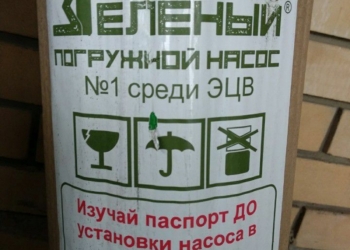 ЗЕЛЕНЫЙ®
ПОГРУЖНОЙ НАСОС
№1 среди ЭЦВ
Изучай паспорт ДО
установки насоса в